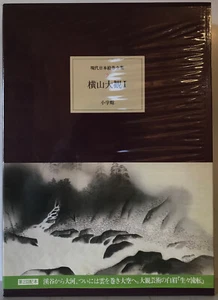 現代日本絵巻全集
横山大観 I
小学館
渓谷から大河、ついには雲を巻き大空へ。大観芸術の白眉「生々流転」